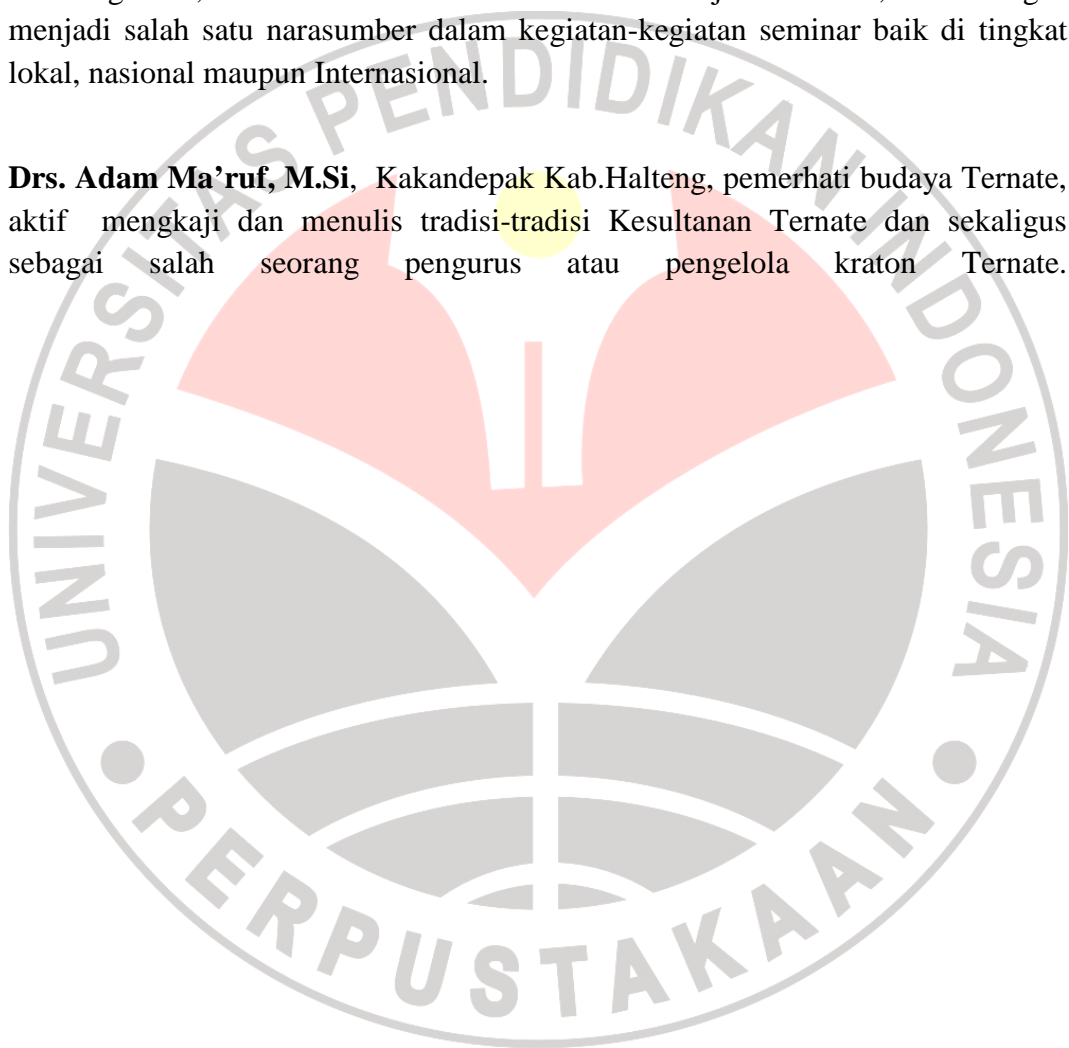 menjadi salah satu narasumber dalam kegiatan-kegiatan seminar baik di tingkat
lokal, nasional maupun Internasional.
Drs. Adam Ma’ruf, M.Si, Kakandepak Kab.Halteng, pemerhati budaya Ternate,
aktif mengkaji dan menulis tradisi-tradisi Kesultanan Ternate dan sekaligus
sebagai salah seorang pengurus atau pengelola kraton Ternate.
UNIVERSITAS PENDIDIKAN INDONESIA
PERPUSTAKAAN